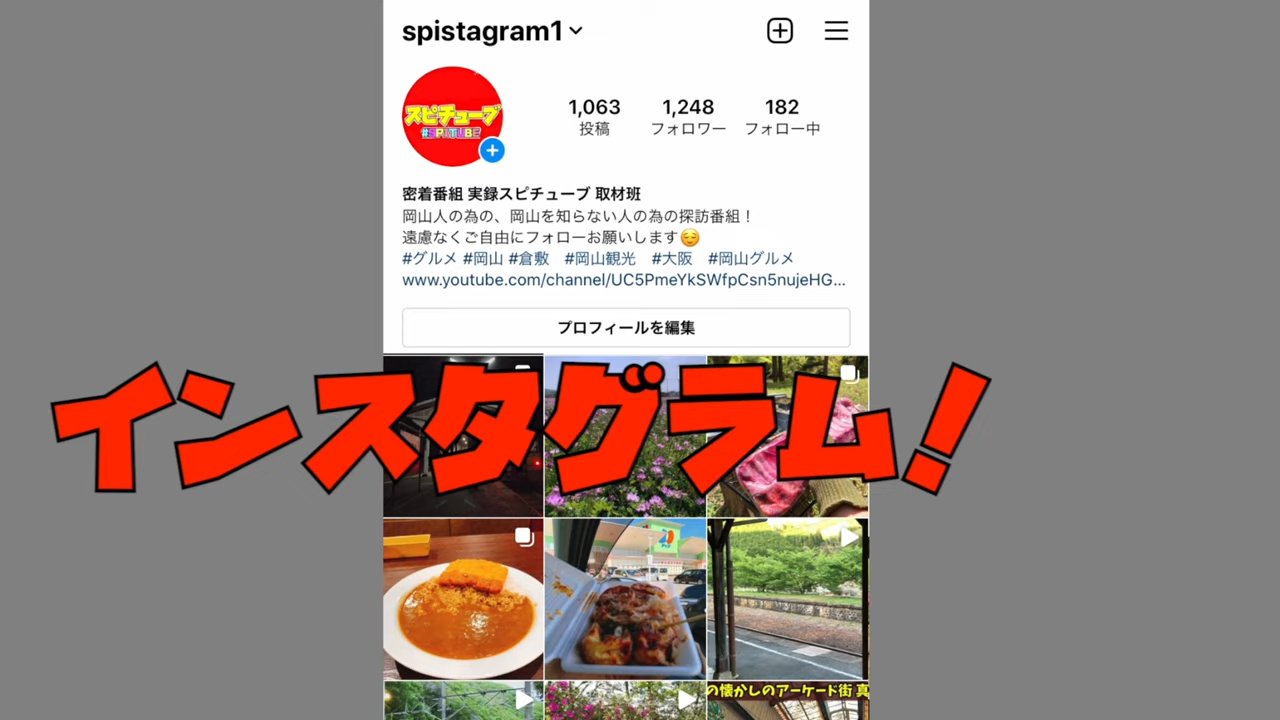 spistagram1
スピチューブ
#SPITUBE
1,063
投稿
1,248
フォロワー
182
フォロー中
密着番組 実録スピチューブ 取材班
岡山人の為の、岡山を知らない人の為の探訪番組！
遠慮なくご自由にフォローお願いします😌
#グルメ #岡山 #倉敷　#岡山観光　#大阪　#岡山グルメ
www.youtube.com/channel/UC5PmeYkSWfpCsn5nujeHG...
プロフィールを編集
インスタグラム！
の懐かしのアーケード街 真